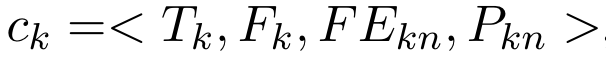 $c_k = < T_k, F_k, FE_{kn}, P_{kn} >$.